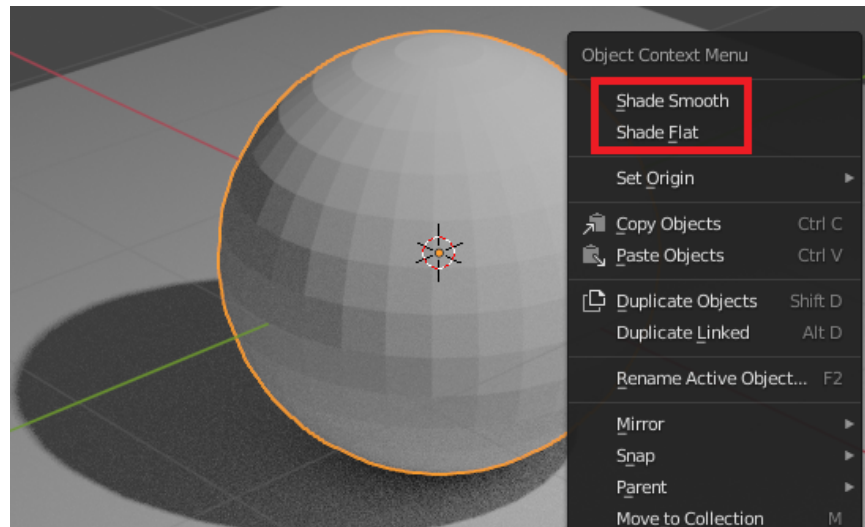 Object Context Menu
Shade Smooth
Shade Flat
Set Origin
Copy Objects Ctrl C
Paste Objects Ctrl V
Duplicate Objects Shift D
Duplicate Linked Alt D
Rename Active Object... F2
Mirror
Snap
Parent
Move to Collection M